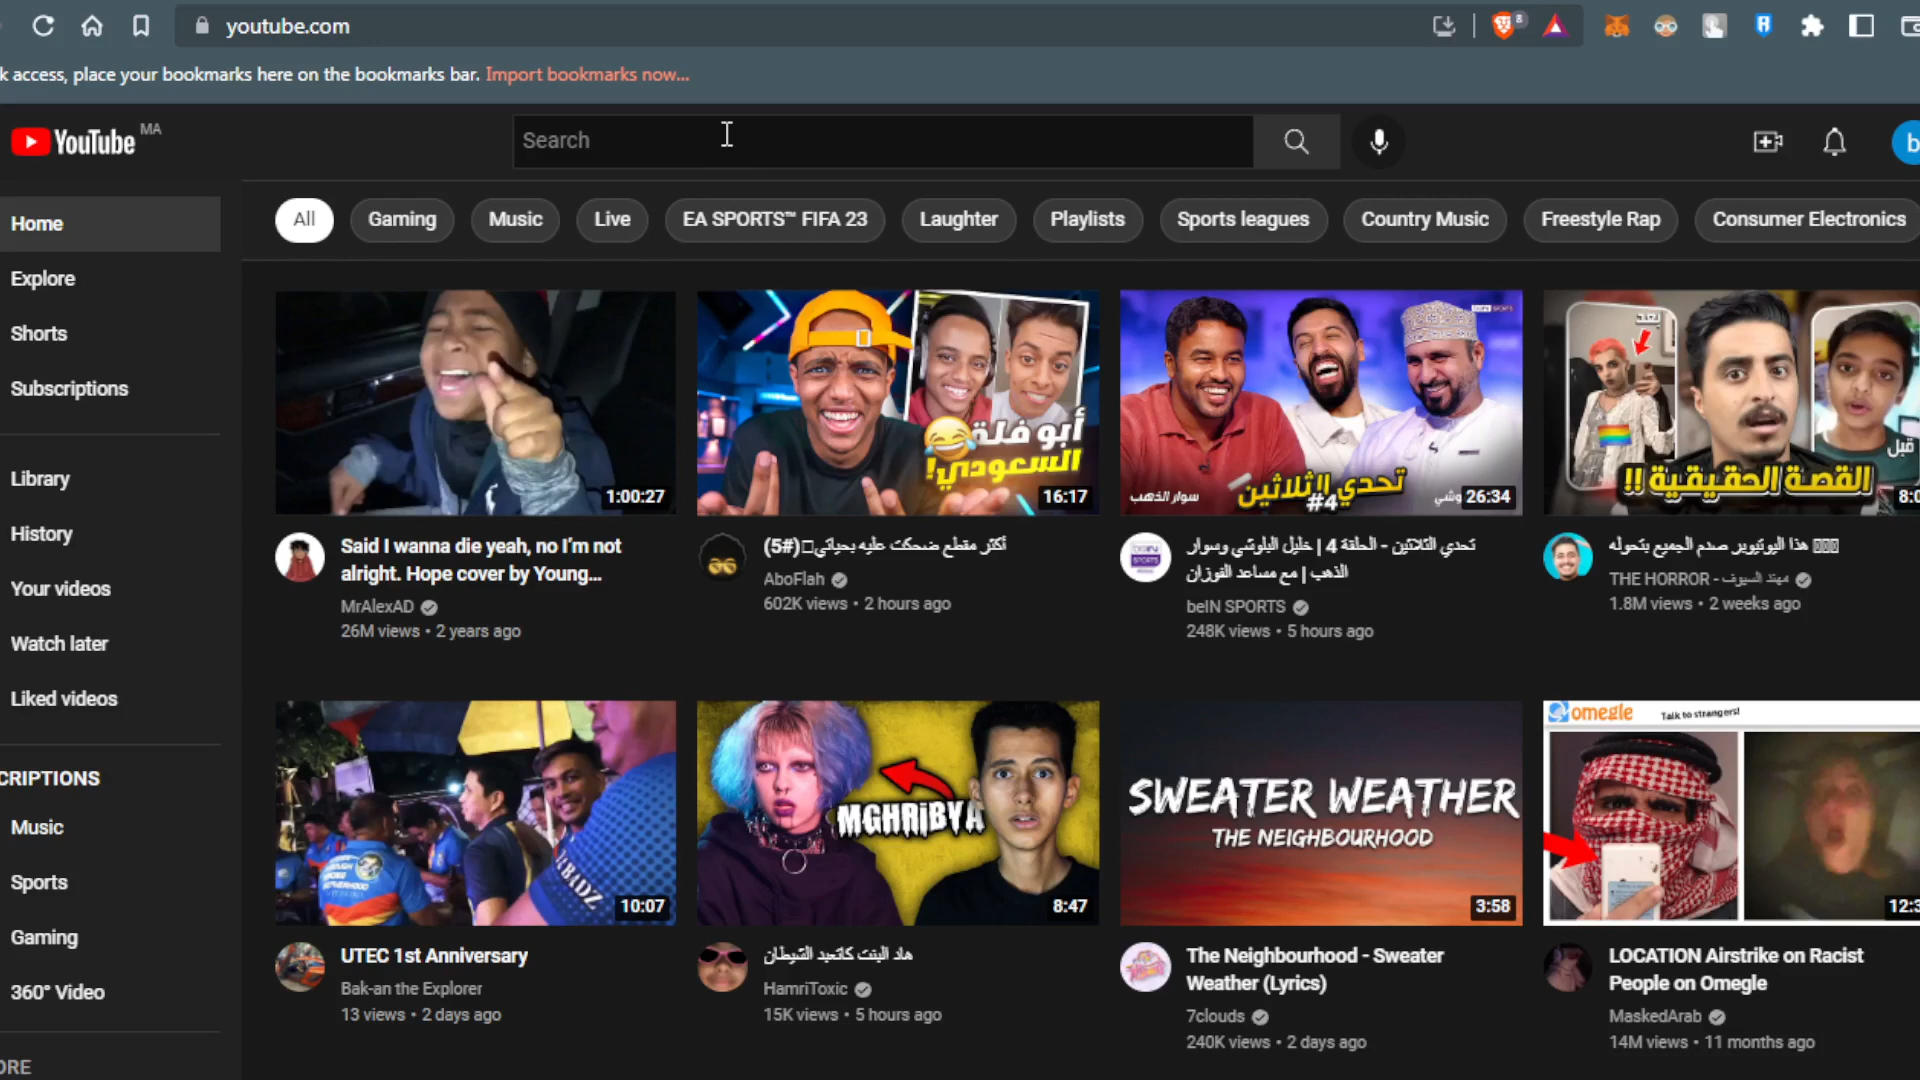 youtube.com
8
k access, place your bookmarks here on the bookmarks bar. Import bookmarks now...
YouTube MA
Search
b
Home
Explore
Shorts
Subscriptions
Library
History
Your videos
Watch later
Liked videos
CRIPTIONS
Music
Sports
Gaming
360° Video
ORE
All
Gaming
Music
Live
EA SPORTS™ FIFA 23
Laughter
Playlists
Sports leagues
Country Music
Freestyle Rap
Consumer Electronics
1:00:27
Said I wanna die yeah, no I'm not
alright. Hope cover by Young...
MrAlexAD
26M views • 2 years ago
أبو فلة
السعودي!
16:17
أكثر مقطع ضحكت عليه بحياتي (#5)
AboFlah
602K views • 2 hours ago
سوار الذهب
تحدي الثلاثين
#4
وشي
26:34
تحدي الثلاثين - الحلقة 4 | خليل البلوشي وسوار
الذهب | مع مساعد الفوزان
beIN SPORTS
248K views • 5 hours ago
بعد
قبل
القصة الحقيقية !!
8:0
هذا اليوتيوبر صدم الجميع بتحوله
THE HORROR - مهند السيوف
1.8M views • 2 weeks ago
10:07
UTEC 1st Anniversary
Bak-an the Explorer
13 views • 2 days ago
MGHRiBYA
8:47
هاد البنت كاتعبد الشيطان
HamriToxic
15K views • 5 hours ago
SWEATER WEATHER
THE NEIGHBOURHOOD
3:58
The Neighbourhood - Sweater
Weather (Lyrics)
7clouds
240K views • 2 days ago
omegle Talk to strangers!
12:3
LOCATION Airstrike on Racist
People on Omegle
MaskedArab
14M views • 11 months ago